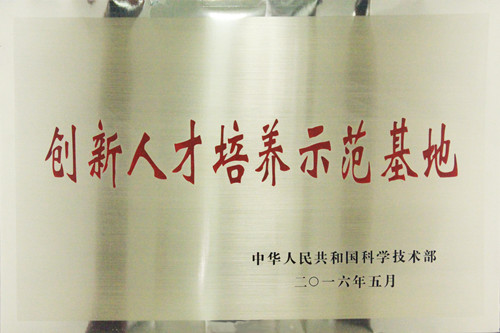 创新人才培养示范基地
中华人民共和国科学技术部
二〇一六年五月